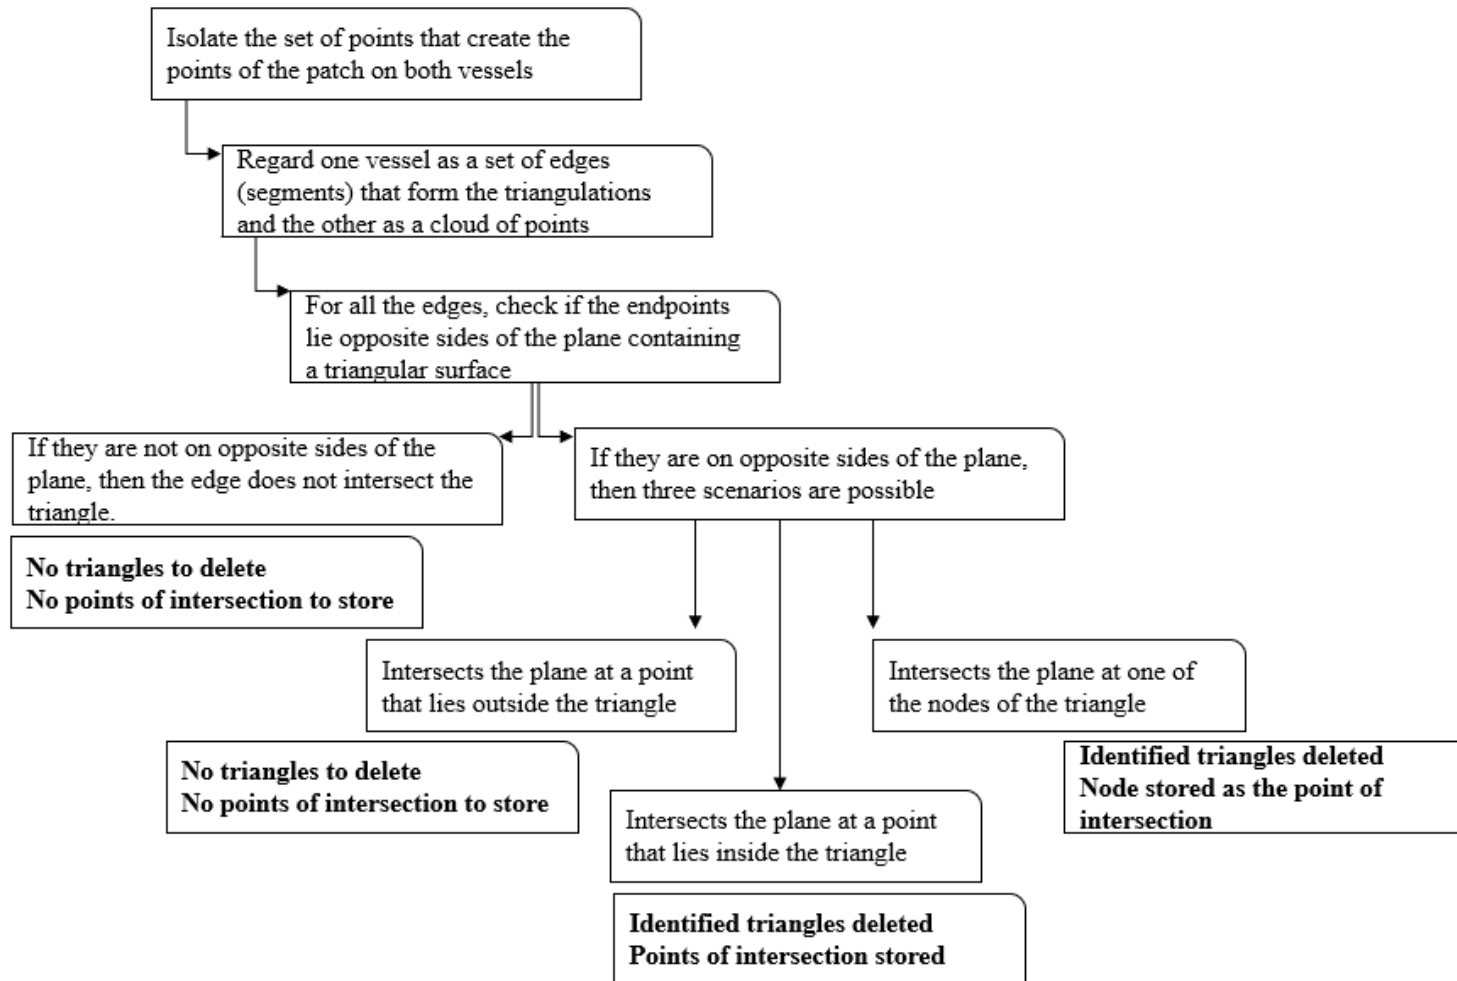 Isolate the set of points that create the
points of the patch on both vessels
Regard one vessel as a set of edges
(segments) that form the triangulations
and the other as a cloud of points
For all the edges, check if the endpoints
lie opposite sides of the plane containing
a triangular surface
If they are not on opposite sides of the
plane, then the edge does not intersect the
triangle.
No triangles to delete
No points of intersection to store
If they are on opposite sides of the plane,
then three scenarios are possible
Intersects the plane at a point
that lies outside the triangle
No triangles to delete
No points of intersection to store
Intersects the plane at a point
that lies inside the triangle
Identified triangles deleted
Points of intersection stored
Intersects the plane at one of
the nodes of the triangle
Identified triangles deleted
Node stored as the point of
intersection